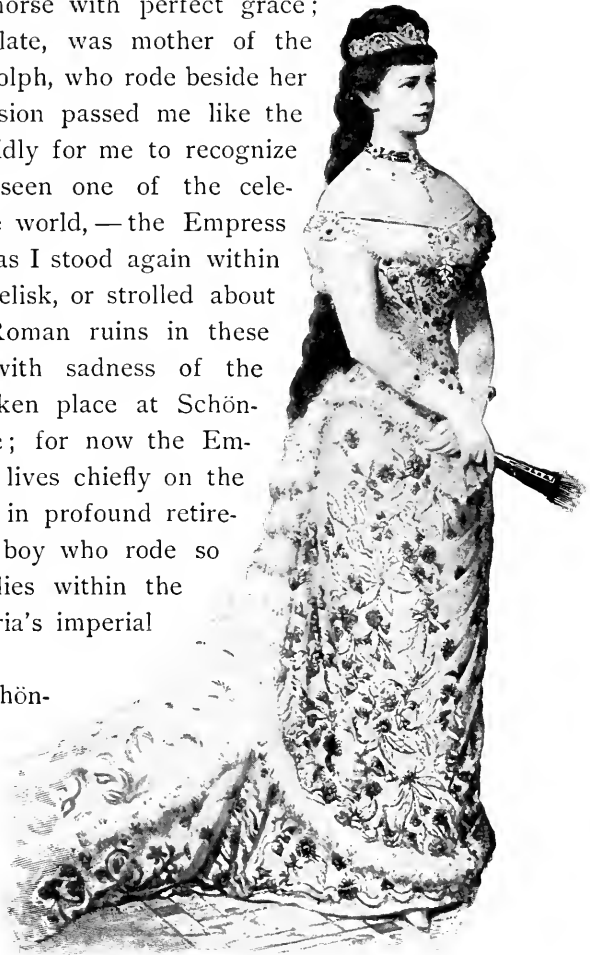 horse with perfect grace;
late, was mother of the
olph, who rode beside her
sion passed me like the
dly for me to recognize
seen one of the cele-
e world,—the Empress
as I stood again within
elisk, or strolled about
Roman ruins in these
with sadness of the
ken place at Schön-
e; for now the Em-
lives chiefly on the
in profound retire-
boy who rode so
lies within the
ria's imperial
hön-